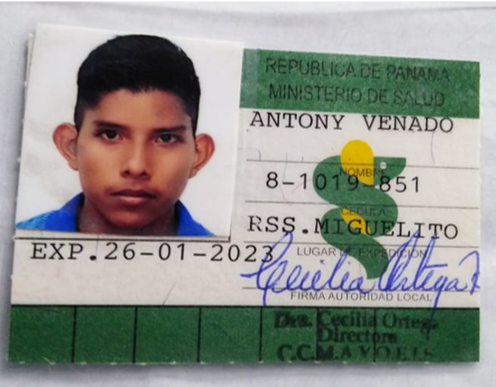 REPUBLICA DE PANAMA
MINISTERIO DE SALUD
ANTONY VENADO
NOMBRE
8-1019-851
CEDULA
RSS.MIGUELITO
EXP.26-01-2023
LUGAR DE EXPEDICION
Cecilia Ortega
FIRMA AUTORIDAD LOCAL
Dra. Cecilia Ortega
Directora